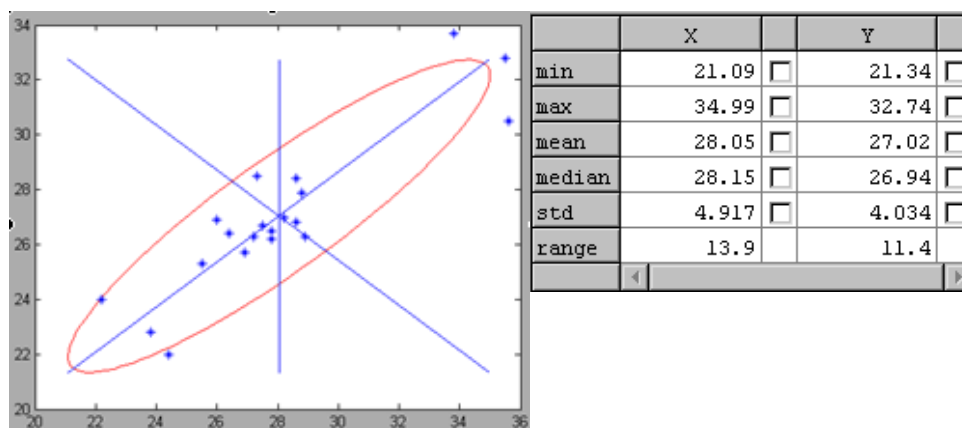 34
32
30
28
26
24
22
20
20 22 24 26 28 30 32 34 36
X Y
min 21.09 21.34
max 34.99 32.74
mean 28.05 27.02
median 28.15 26.94
std 4.917 4.034
range 13.9 11.4